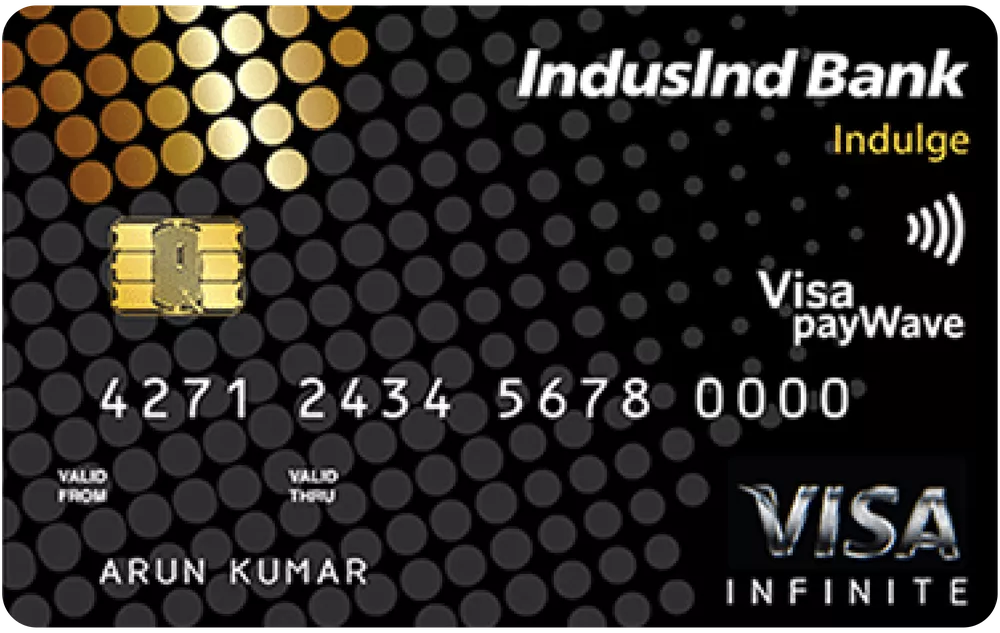 IndusInd Bank
Indulge
Visa
payWave
4271 2434 5678 0000
VALID FROM
VALID THRU
ARUN KUMAR
VISA
INFINITE